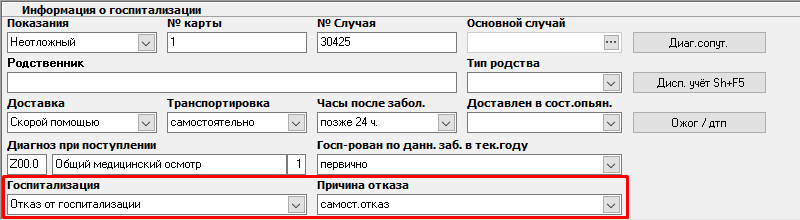 Информация о госпитализации
Показания № карты № Случая Основной случай
Неотложный 1 30425 ... Диаг.сопут.
Родственник Тип родства
Дисп. учёт Sh+F5
Доставка Транспортировка Часы после забол. Доставлен в сост.опьян.
Скорой помощью самостоятельно позже 24 ч. Ожог / дтп
Диагноз при поступлении Госп-рован по данн. заб. в тек.году
Z00.0 Общий медицинский осмотр 1 первично
Госпитализация Причина отказа
Отказ от госпитализации самост.отказ